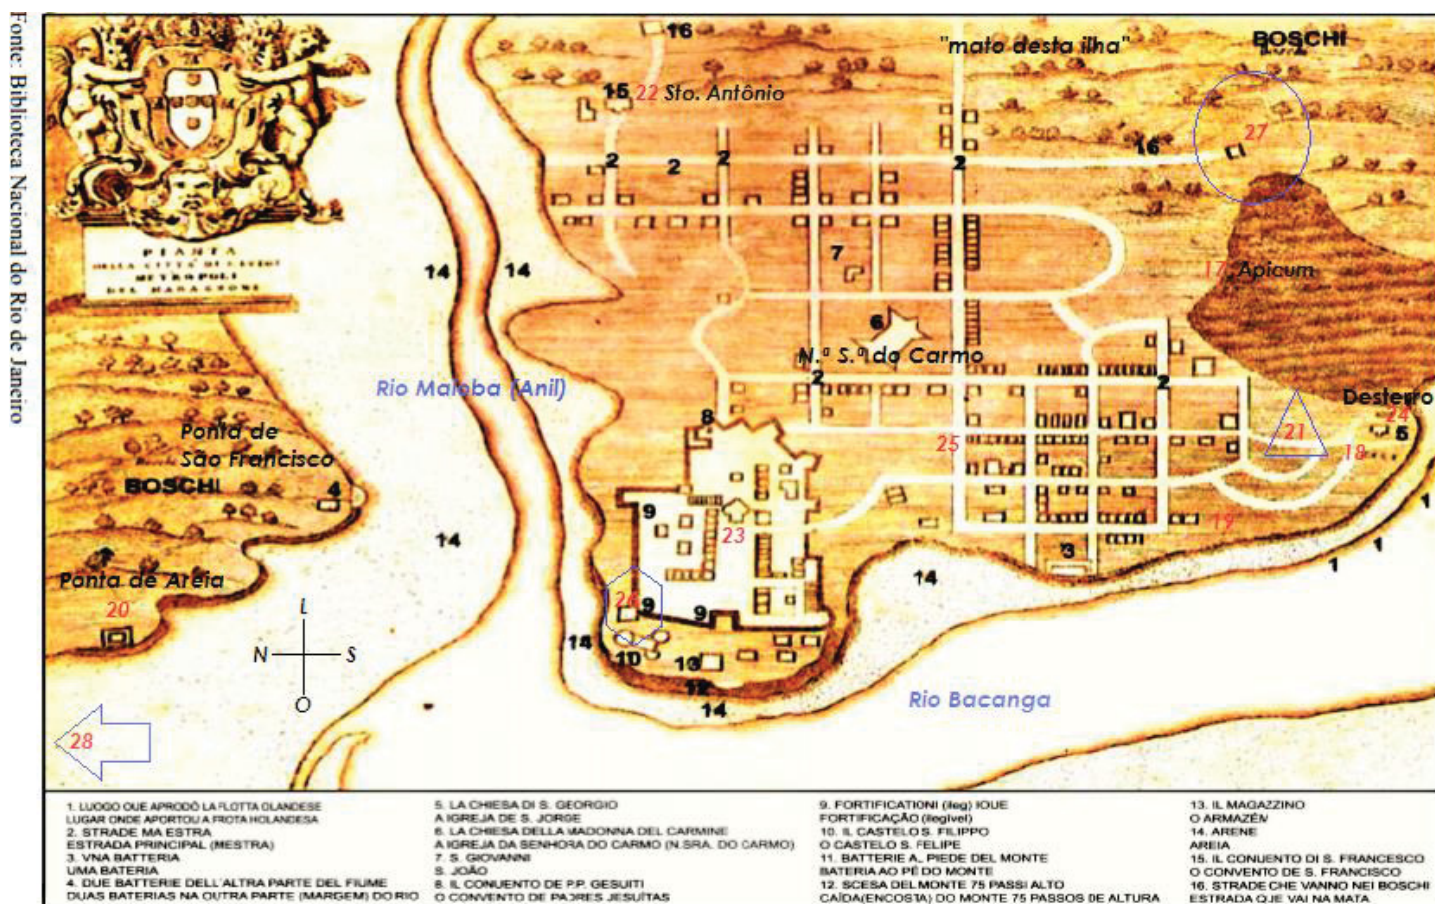 Fonte: Biblioteca Nacional do Rio de Janeiro
PIANTA
DELLA CITTÀ DI
METROPOLI
DEL MARAGNONE
16
"mato desta ilha"
BOSCHI
15
22 Sto. Antônio
27
2
2
2
2
16
14
14
7
17 Apicum
6
N.ª S.ª do Carmo
Rio Maioba (Anil)
2
2
Desterro
24
8
21
5
25
18
Ponta de
São Francisco
BOSCHI
4
9
19
1
14
23
3
1
1
14
Ponta de Areia
20
26
9
9
L
N
S
O
14
10
13
12
14
Rio Bacanga
28
1. LUOGO OUE APRODÒ LA FLOTTA OLANDESE
LUGAR ONDE APORTOU A FROTA HOLANDESA
2. STRADE MA ESTRA
ESTRADA PRINCIPAL (MESTRA)
3. VNA BATTERIA
UMA BATERIA
4. DUE BATTERIE DELL'ALTRA PARTE DEL FIUME
DUAS BATERIAS NA OUTRA PARTE (MARGEM) DO RIO
5. LA CHIESA DI S. GEORGIO
A IGREJA DE S. JORGE
6. LA CHIESA DELLA MADONNA DEL CARMINE
A IGREJA DA SENHORA DO CARMO (N.SRA. DO CARMO)
7. S. GIOVANNI
S. JOÃO
8. IL CONUENTO DE P.P. GESUITI
O CONVENTO DE PADRES JESUÍTAS
9. FORTIFICATIONI (ileg) IOUE
FORTIFICAÇÃO (ilegível)
10. IL CASTELO S. FILIPPO
O CASTELO S. FELIPE
11. BATTERIE AL PIEDE DEL MONTE
BATERIA AO PÉ DO MONTE
12. SCESA DEL MONTE 75 PASSI ALTO
CAÍDA(ENCOSTA) DO MONTE 75 PASSOS DE ALTURA
13. IL MAGAZZINO
O ARMAZÉM
14. ARENE
AREIA
15. IL CONUENTO DI S. FRANCESCO
O CONVENTO DE S. FRANCISCO
16. STRADE CHE VANNO NEI BOSCHI
ESTRADA QUE VAI NA MATA